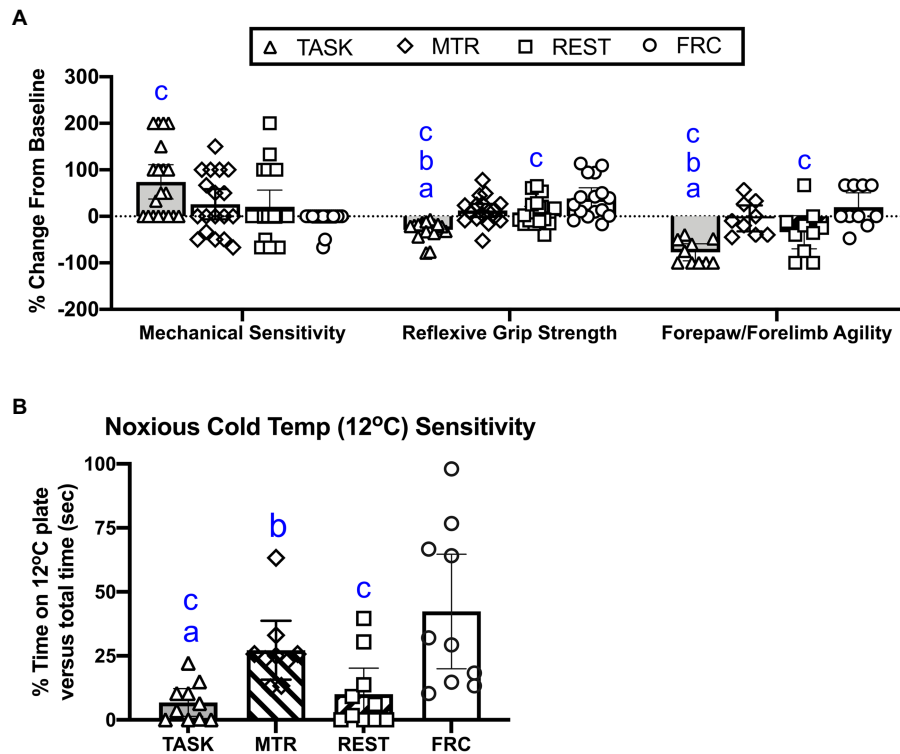 A
TASK MTR REST FRC
% Change From Baseline
300
200
100
0
-100
-200
c
c
b
a
c
c
b
a
c
Mechanical Sensitivity Reflexive Grip Strength Forepaw/Forelimb Agility
B
Noxious Cold Temp (12ºC) Sensitivity
% Time on 12ºC plate
versus total time (sec)
100
75
50
25
0
c
a
b
c
TASK MTR REST FRC